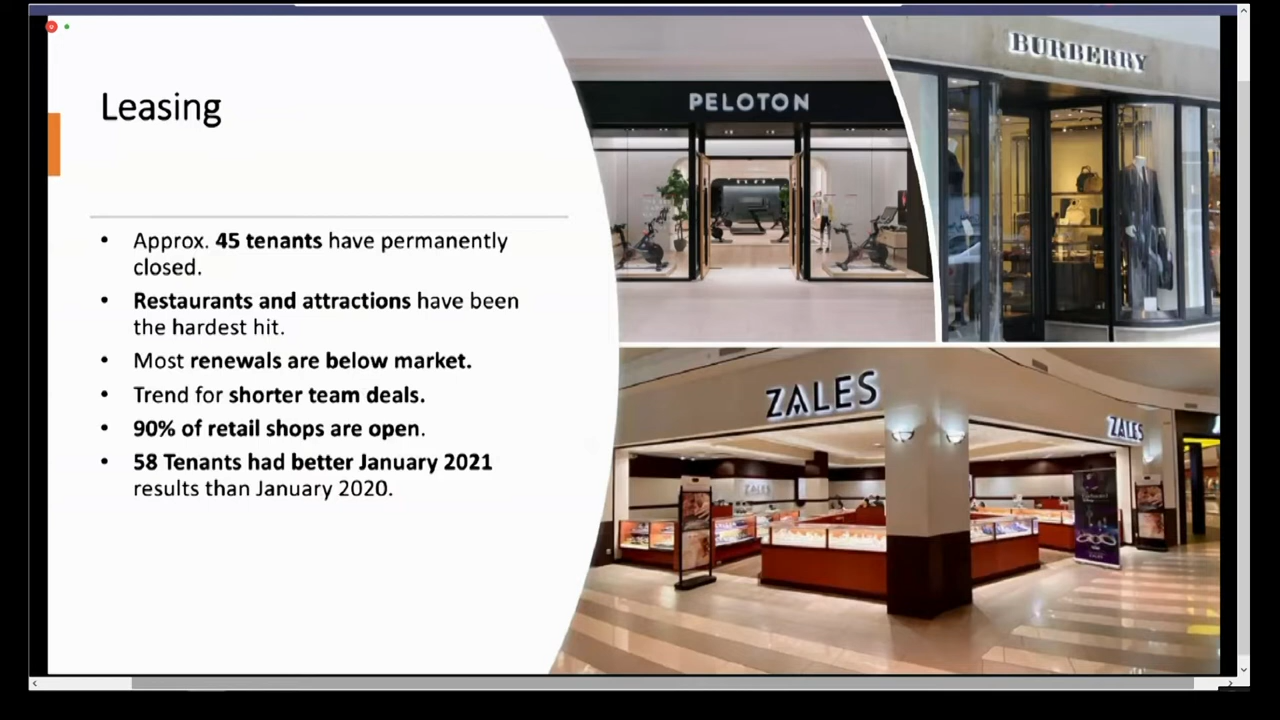 Leasing
• Approx. 45 tenants have permanently
closed.
• Restaurants and attractions have been
the hardest hit.
• Most renewals are below market.
• Trend for shorter team deals.
• 90% of retail shops are open.
• 58 Tenants had better January 2021
results than January 2020.
PELOTON
BURBERRY
ZALES
ZALES
ZALES